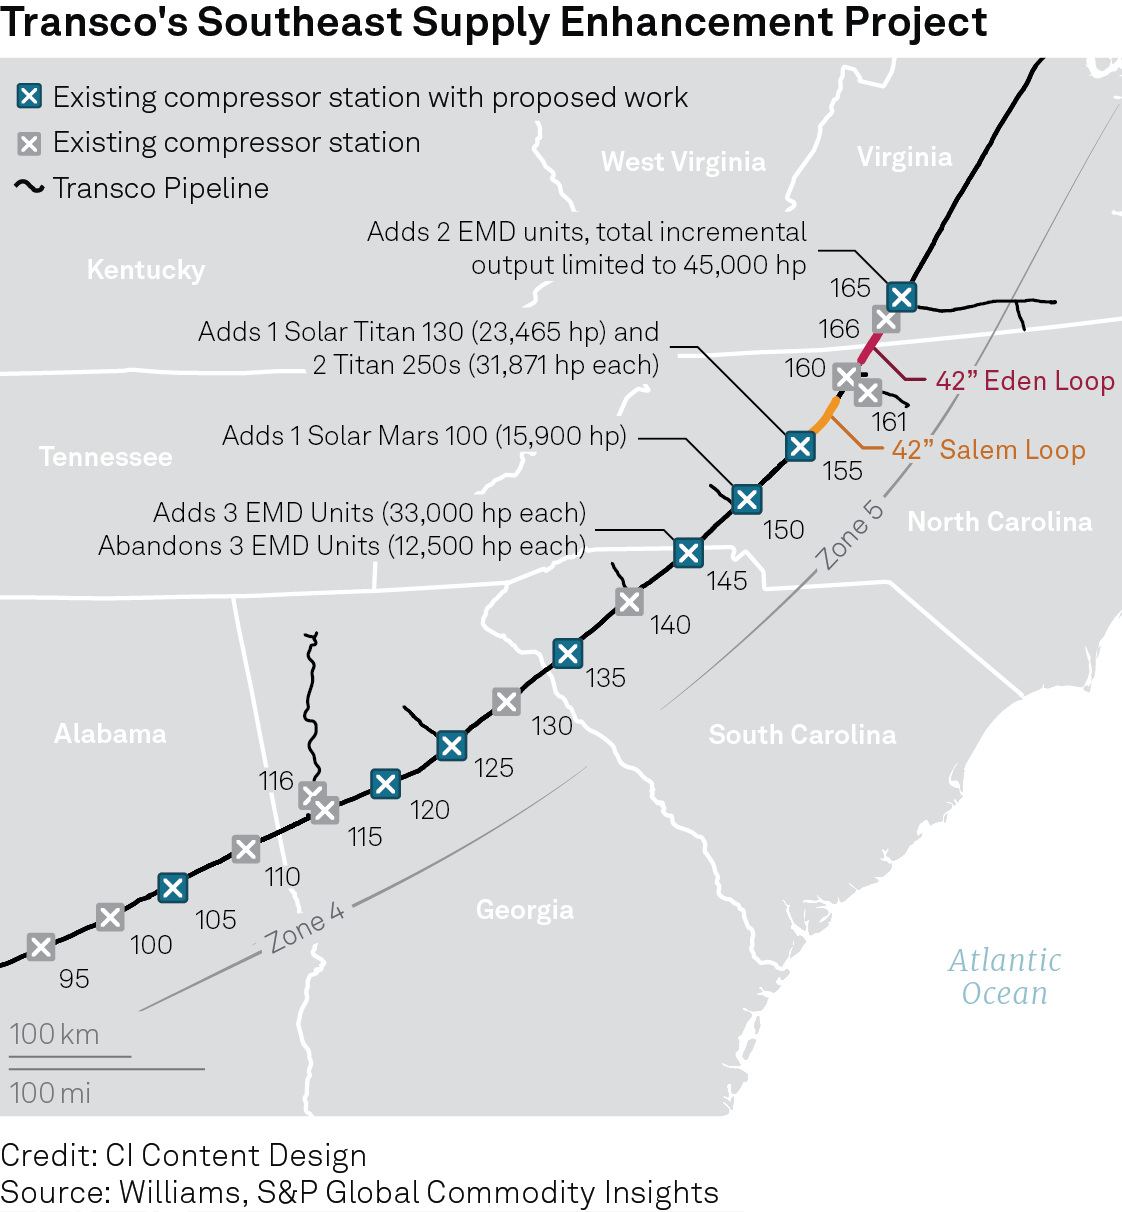 Transco's Southeast Supply Enhancement Project
Existing compressor station with proposed work
Existing compressor station
Transco Pipeline
West Virginia
Virginia
Kentucky
Adds 2 EMD units, total incremental
output limited to 45,000 hp
165
166
Adds 1 Solar Titan 130 (23,465 hp) and
2 Titan 250s (31,871 hp each)
160
42” Eden Loop
161
Adds 1 Solar Mars 100 (15,900 hp)
42” Salem Loop
155
Tennessee
Adds 3 EMD Units (33,000 hp each)
Abandons 3 EMD Units (12,500 hp each)
150
North Carolina
Zone 5
145
140
135
130
Alabama
South Carolina
125
116
120
115
110
Georgia
105
Zone 4
100
95
Atlantic
Ocean
100 km
100 mi
Credit: CI Content Design
Source: Williams, S&P Global Commodity Insights